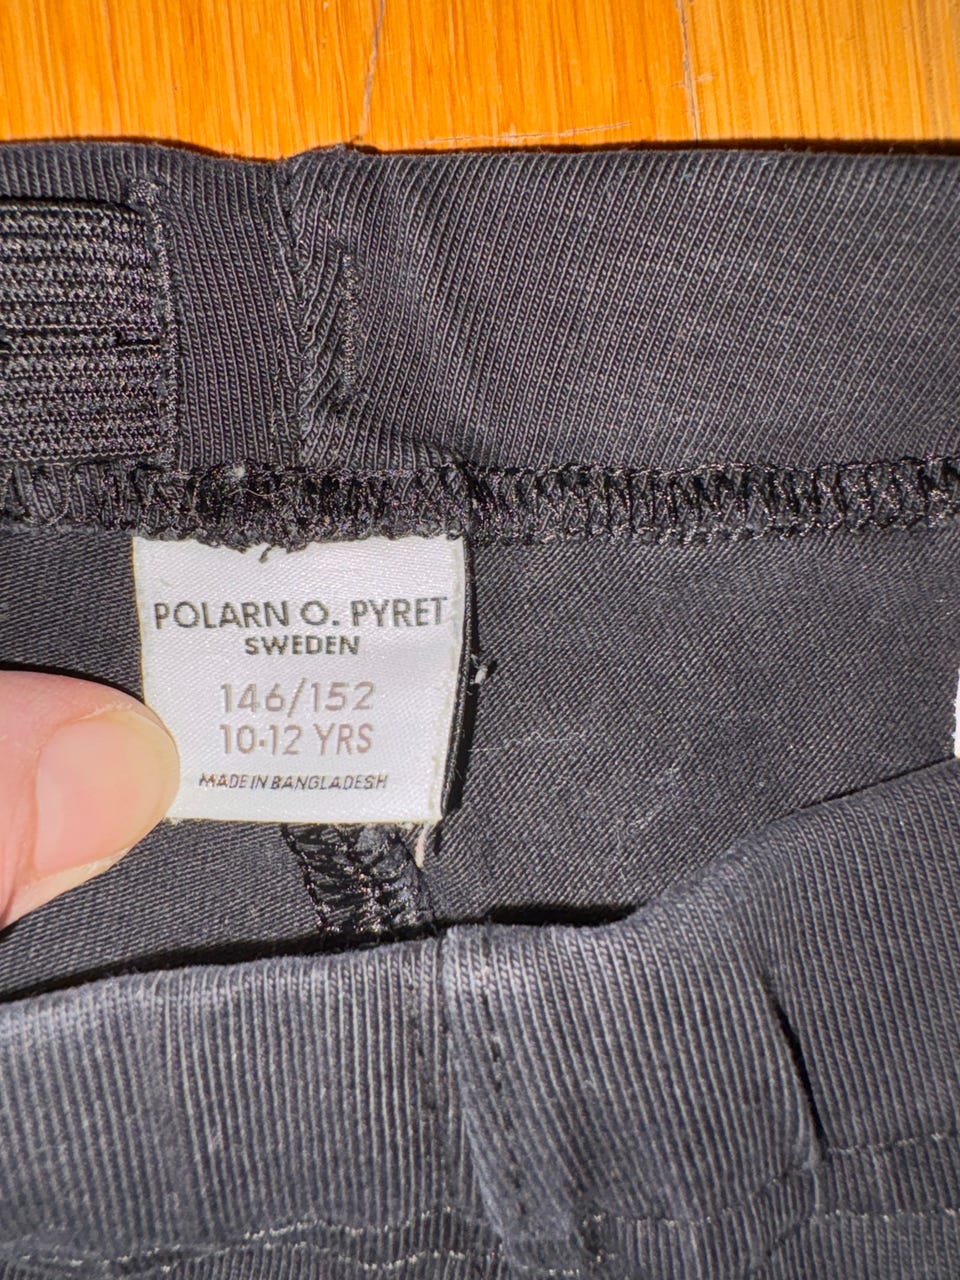 POLARN O. PYRET
SWEDEN
146/152
10-12 YRS
MADE IN BANGLADESH